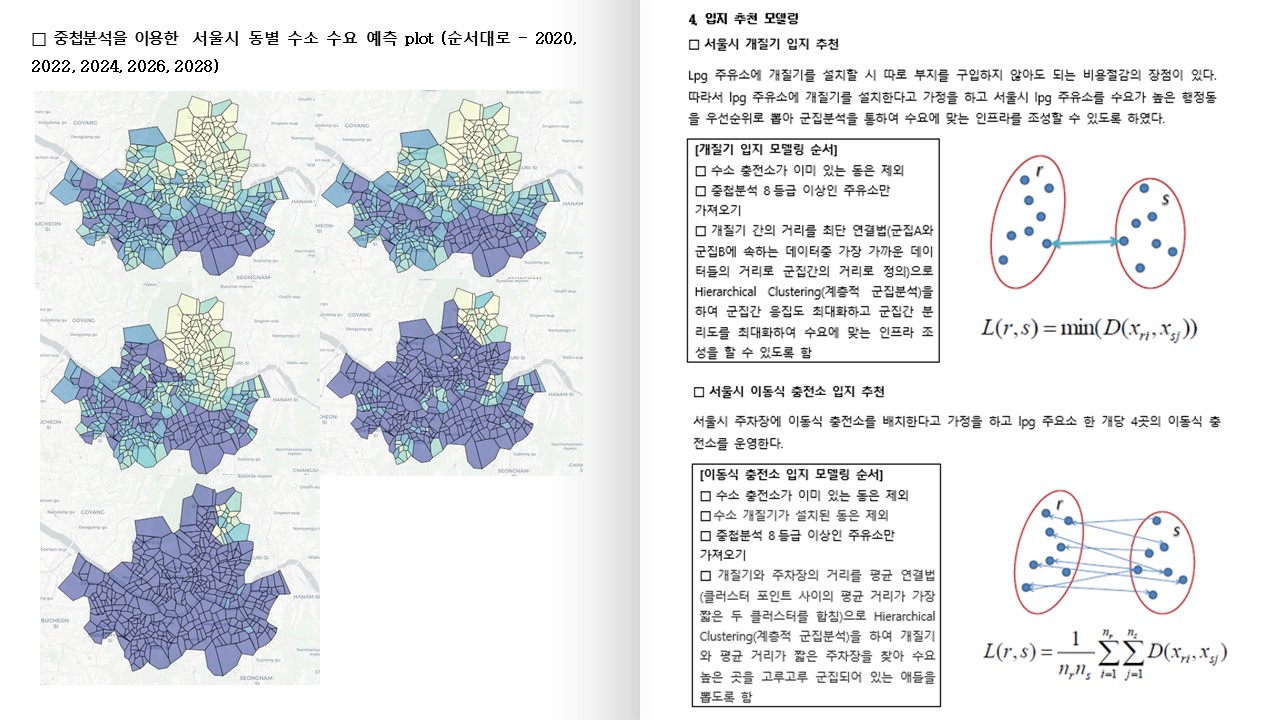 □ 중첩분석을 이용한 서울시 동별 수소 수요 예측 plot (순서대로 - 2020,
2022, 2024, 2026, 2028)
GOYANG
GOYANG
HANAM-SI
SEONGNAM-
GOYANG
GOYANG
HANAM-SI
SEONGNAM-
GOYANG
BUCHEON-
SI
4. 입지 추천 모델링
□ 서울시 개질기 입지 추천
Lpg 주유소에 개질기를 설치할 시 따로 부지를 구입하지 않아도 되는 비용절감의 장점이 있다.
따라서 lpg 주유소에 개질기를 설치한다고 가정을 하고 서울시 lpg 주유소를 수요가 높은 행정동
을 우선순위로 뽑아 군집분석을 통하여 수요에 맞는 인프라를 조성할 수 있도록 하였다.
[개질기 입지 모델링 순서]
□ 수소 충전소가 이미 있는 동은 제외
□ 중첩분석 8 등급 이상인 주유소만
가져오기
□ 개질기 간의 거리를 최단 연결법(군집A와
군집B에 속하는 데이터중 가장 가까운 데이
터들의 거리로 군집간의 거리로 정의)으로
Hierarchical Clustering(계층적 군집분석)을
하여 군집간 응집도 최대화하고 군집간 분
리도를 최대화하여 수요에 맞는 인프라 조
성을 할 수 있도록 함
r
s
L(r,s) = min(D(x_ri, x_sj))
□ 서울시 이동식 충전소 입지 추천
서울시 주차장에 이동식 충전소를 배치한다고 가정을 하고 lpg 주요소 한 개당 4곳의 이동식 충
전소를 운영한다.
[이동식 충전소 입지 모델링 순서]
□ 수소 충전소가 이미 있는 동은 제외
□수소 개질기가 설치된 동은 제외
□ 중첩분석 8 등급 이상인 주유소만
가져오기
□ 개질기와 주차장의 거리를 평균 연결법
(클러스터 포인트 사이의 평균 거리가 가장
짧은 두 클러스터를 합침)으로 Hierarchical
Clustering(계층적 군집분석)을 하여 개질기
와 평균 거리가 짧은 주차장을 찾아 수요
높은 곳을 고루고루 군집되어 있는 애들을
뽑도록 함
r
s
L(r,s) = 1/(n_r n_s) ∑_{i=1}^{n_r} ∑_{j=1}^{n_s} D(x_ri, x_sj)